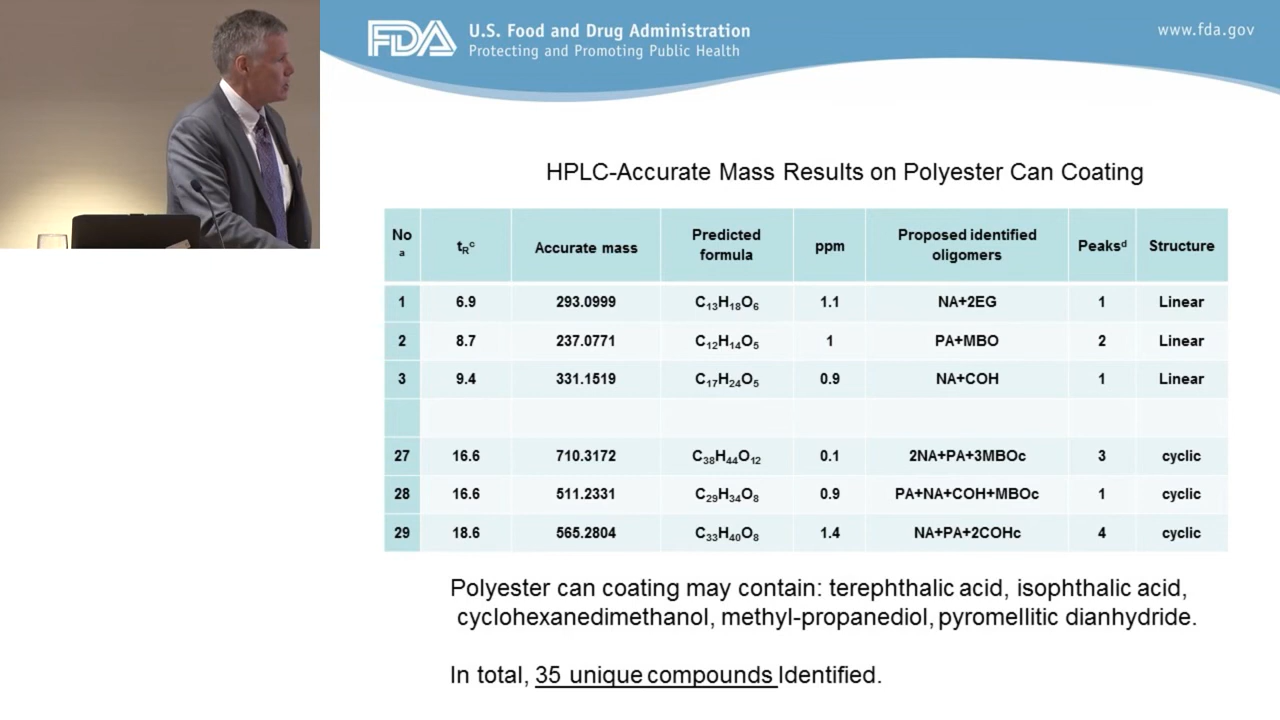 FDA U.S. Food and Drug Administration
Protecting and Promoting Public Health
www.fda.gov
HPLC-Accurate Mass Results on Polyester Can Coating
No a tRc Accurate mass Predicted formula ppm Proposed identified oligomers Peaksd Structure
1 6.9 293.0999 C13H18O6 1.1 NA+2EG 1 Linear
2 8.7 237.0771 C12H14O5 1 PA+MBO 2 Linear
3 9.4 331.1519 C17H24O5 0.9 NA+COH 1 Linear
27 16.6 710.3172 C38H44O12 0.1 2NA+PA+3MBOc 3 cyclic
28 16.6 511.2331 C29H34O8 0.9 PA+NA+COH+MBOc 1 cyclic
29 18.6 565.2804 C33H40O8 1.4 NA+PA+2COHc 4 cyclic
Polyester can coating may contain: terephthalic acid, isophthalic acid,
cyclohexanedimethanol, methyl-propanediol, pyromellitic dianhydride.
In total, 35 unique compounds Identified.